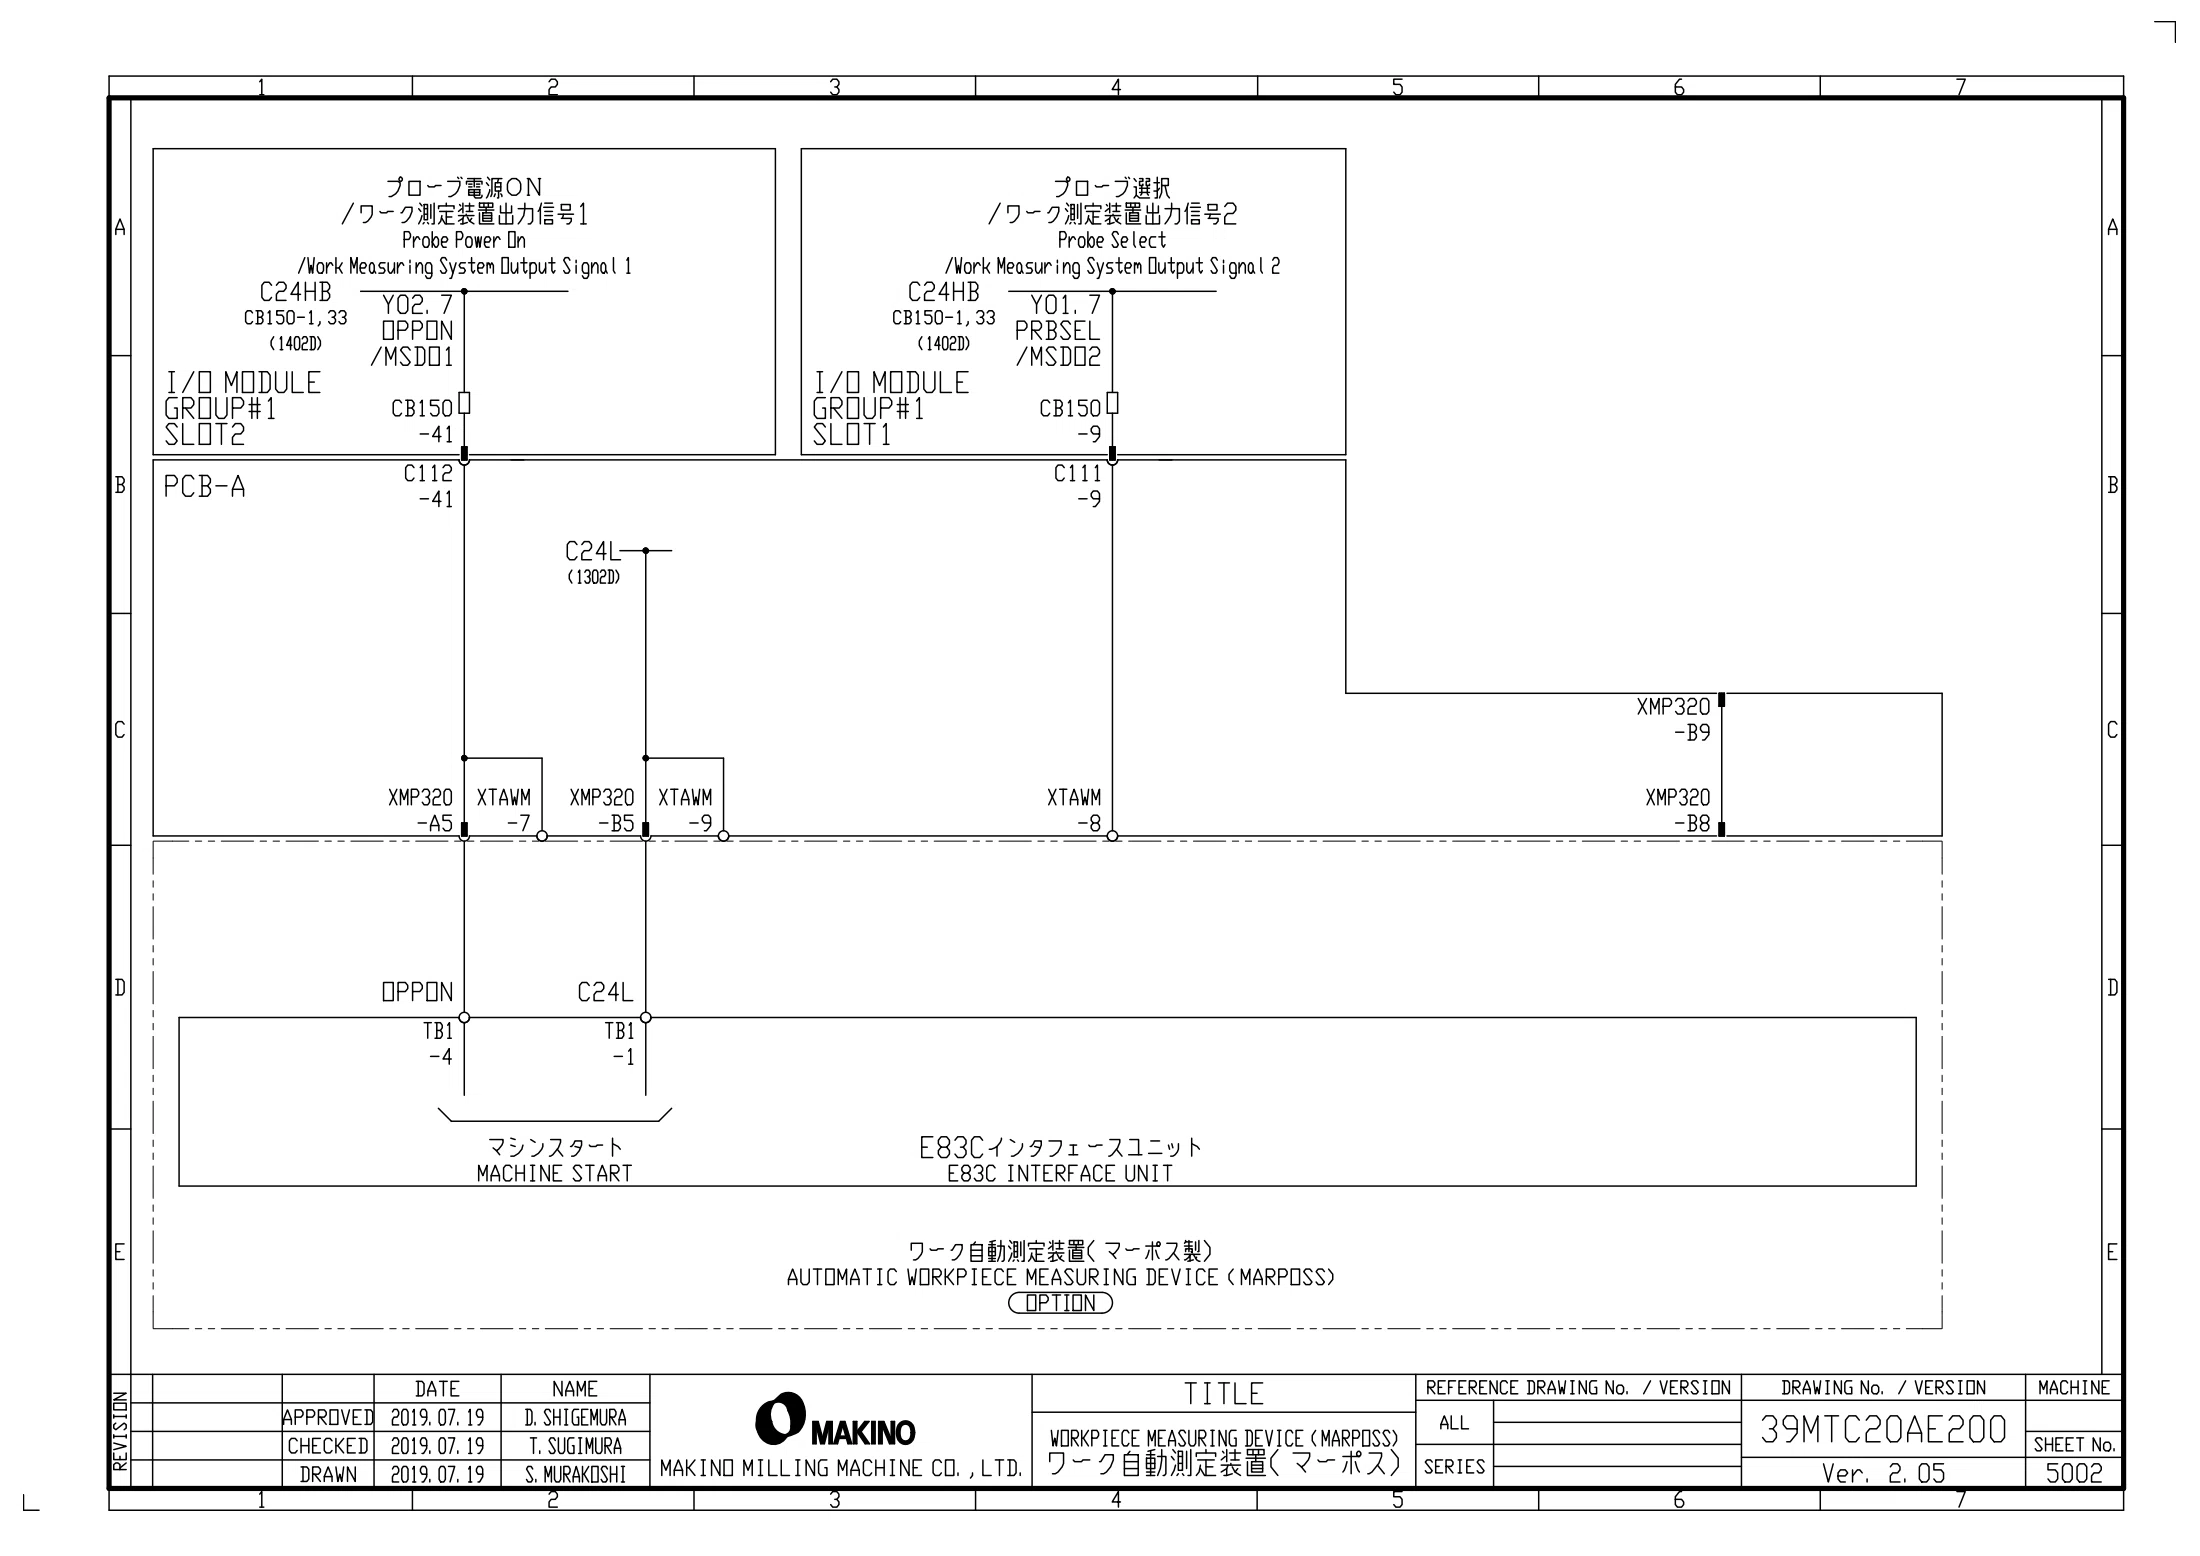 1 2 3 4 5 6 7
A A
プローブ電源ON
/ワーク測定装置出力信号1
Probe Power On
/Work Measuring System Output Signal 1
C24HB
CB150-1,33
(1402D)
Y02.7
OPPON
/MSDO1
I/O MODULE
GROUP#1
SLOT2
CB150
-41
プローブ選択
/ワーク測定装置出力信号2
Probe Select
/Work Measuring System Output Signal 2
C24HB
CB150-1,33
(1402D)
Y01.7
PRBSEL
/MSDO2
I/O MODULE
GROUP#1
SLOT1
CB150
-9
B B
PCB-A
C112
-41
C111
-9
C24L
(1302D)
C C
XMP320
-B9
XMP320
-A5
XTAWM
-7
XMP320
-B5
XTAWM
-9
XTAWM
-8
XMP320
-B8
D D
OPPON
C24L
TB1
-4
TB1
-1
マシンスタート
MACHINE START
E83Cインタフェースユニット
E83C INTERFACE UNIT
E E
ワーク自動測定装置(マーポス製)
AUTOMATIC WORKPIECE MEASURING DEVICE (MARPOSS)
OPTION
REVISION
DATE NAME
APPROVED 2019.07.19 D. SHIGEMURA
CHECKED 2019.07.19 T. SUGIMURA
DRAWN 2019.07.19 S. MURAKOSHI
MAKINO
MAKINO MILLING MACHINE CO.,LTD.
TITLE
WORKPIECE MEASURING DEVICE (MARPOSS)
ワーク自動測定装置(マーポス)
REFERENCE DRAWING No. / VERSION
ALL
SERIES
DRAWING No. / VERSION
39MTC20AE200
Ver. 2.05
MACHINE
SHEET No.
5002
1 2 3 4 5 6 7